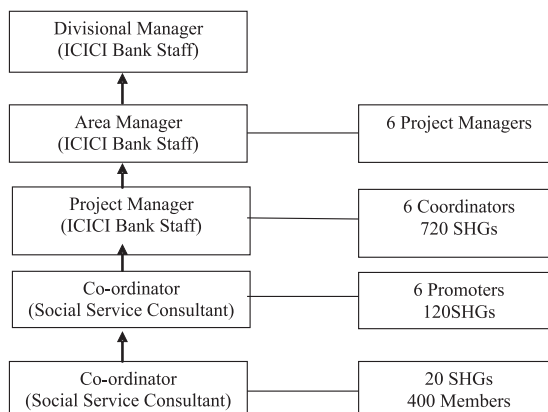 Divisional Manager
(ICICI Bank Staff)
Area Manager
(ICICI Bank Staff)
6 Project Managers
Project Manager
(ICICI Bank Staff)
6 Coordinators
720 SHGs
Co-ordinator
(Social Service Consultant)
6 Promoters
120SHGs
Co-ordinator
(Social Service Consultant)
20 SHGs
400 Members